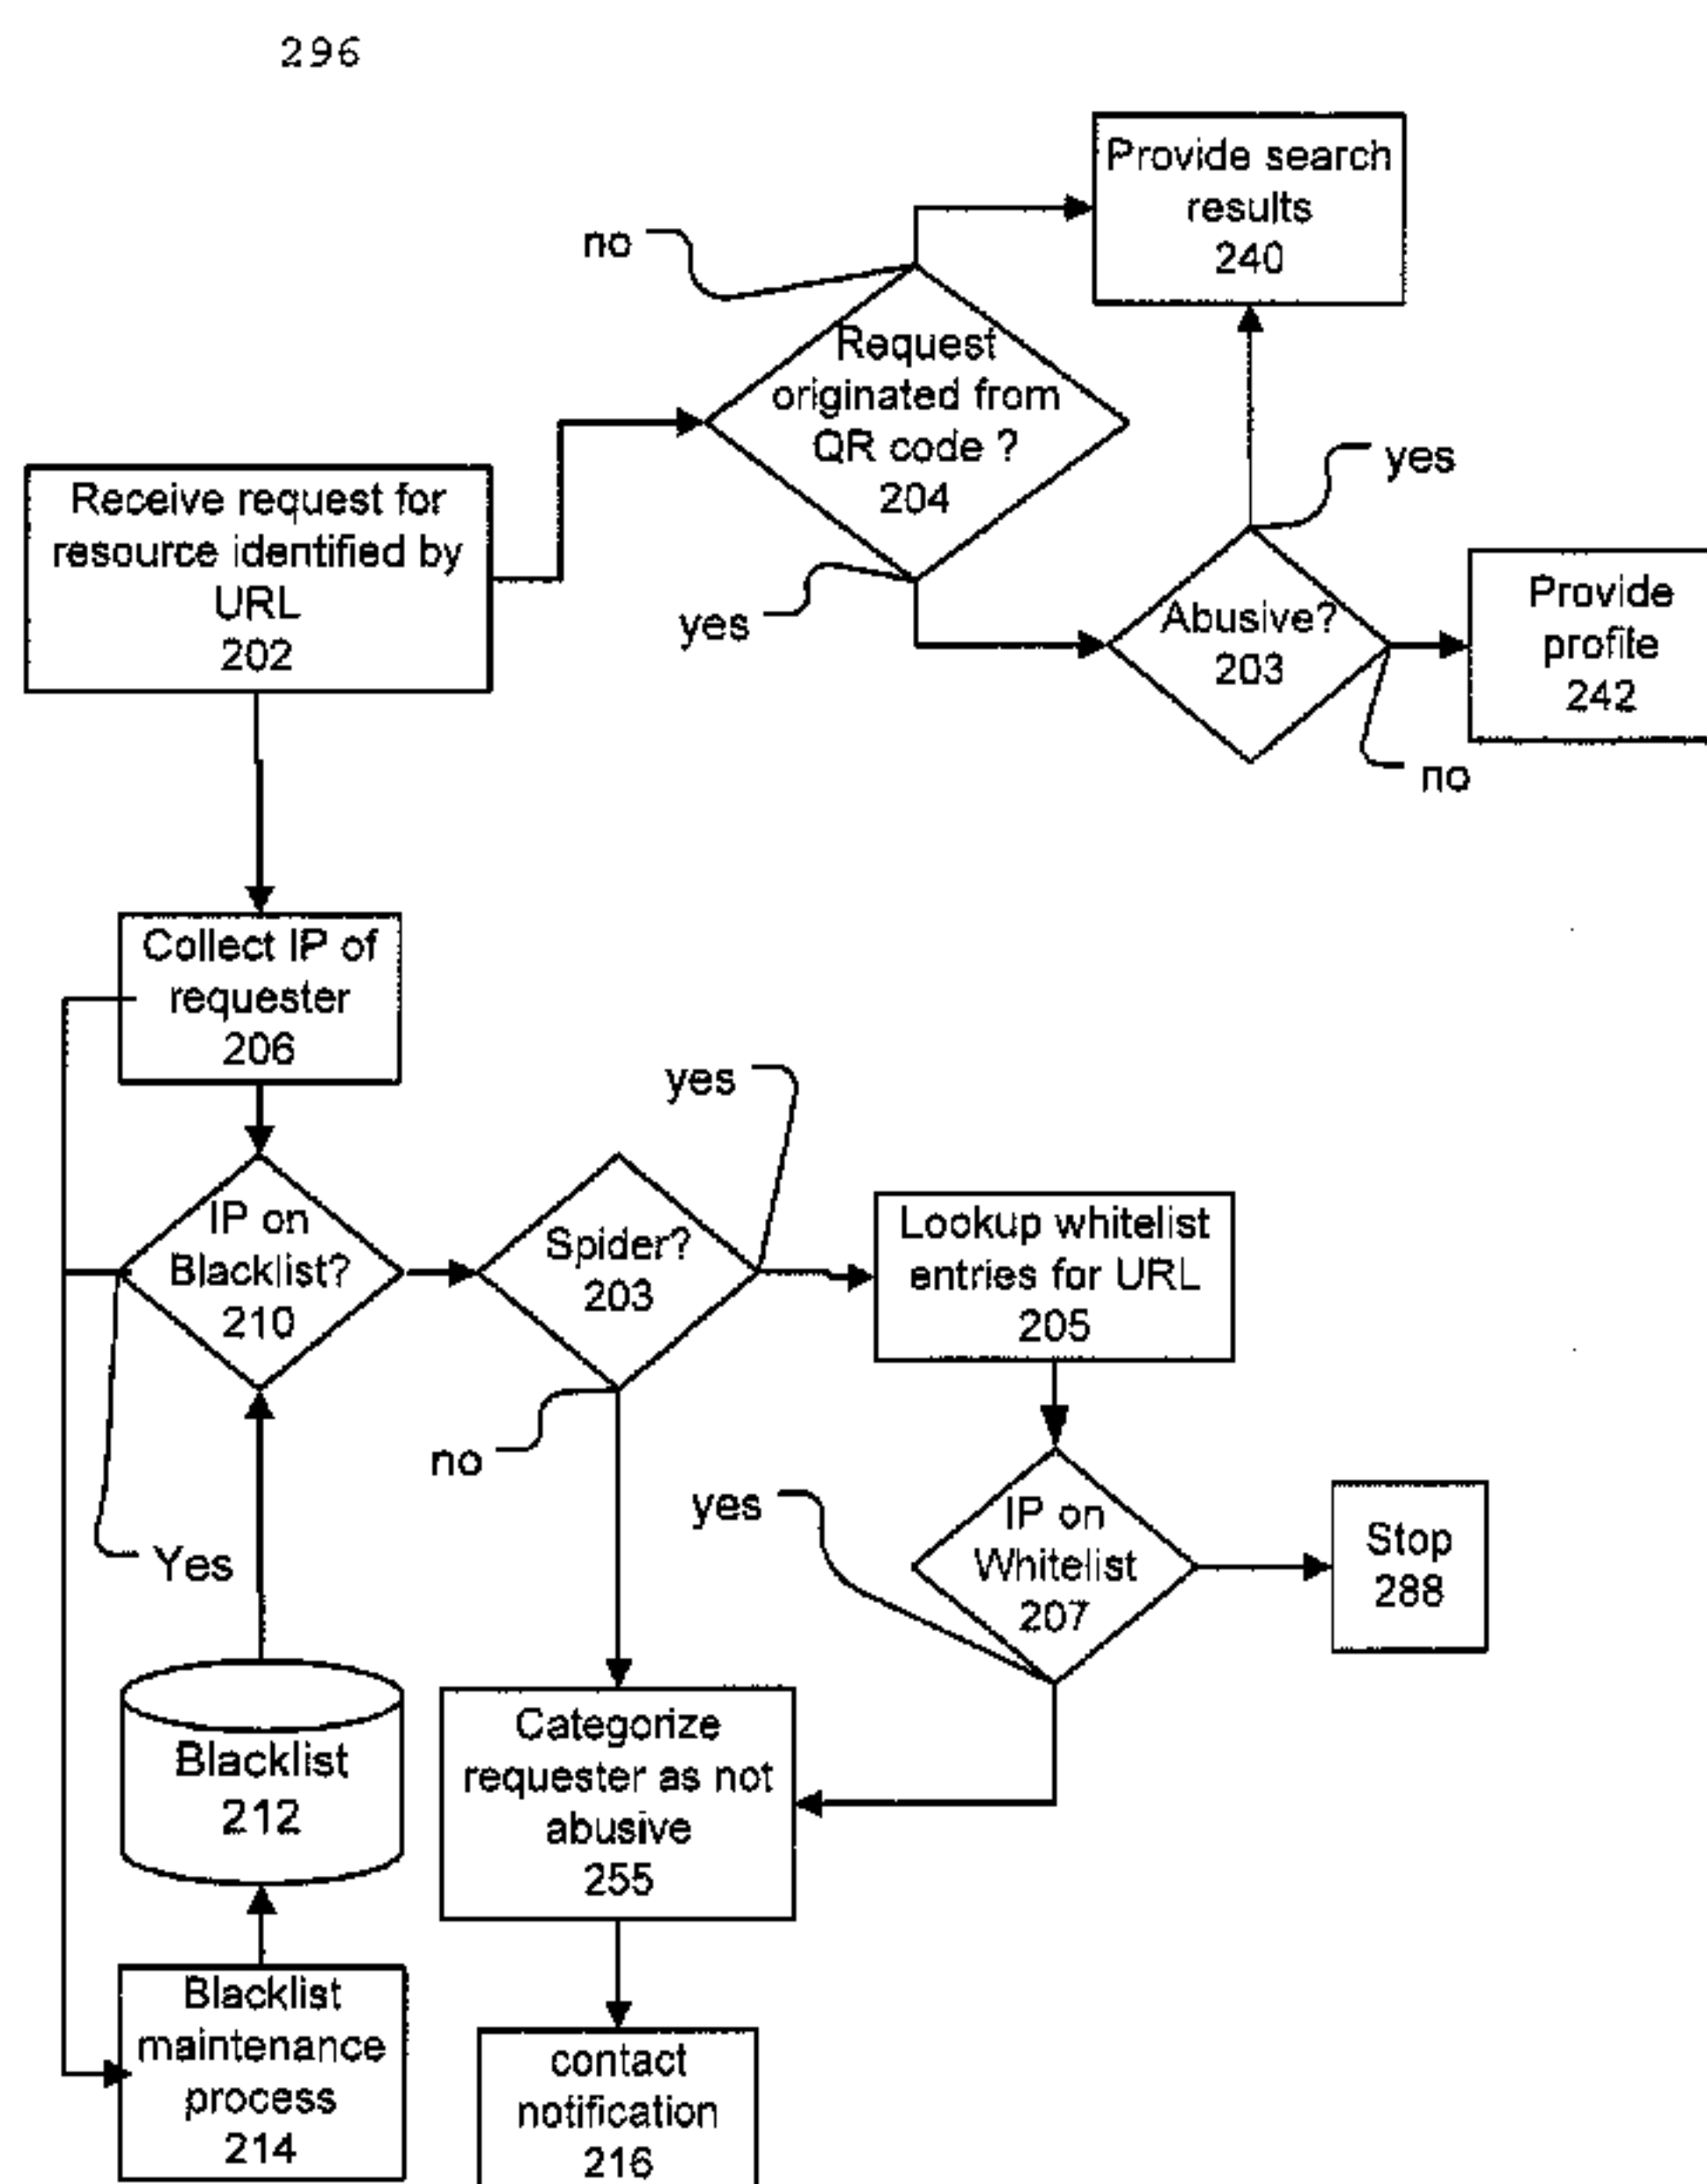 296
Provide search
results
240
no
Request
originated from
QR code ?
204
yes
Receive request for
resource identified by
URL
202
yes
Abusive?
203
Provide
profile
242
no
Collect IP of
requester
206
yes
IP on
Blacklist?
210
Spider?
203
Lookup whitelist
entries for URL
205
no
yes
IP on
Whitelist
207
Stop
288
Yes
Blacklist
212
Categorize
requester as not
abusive
255
Blacklist
maintenance
process
214
contact
notification
216